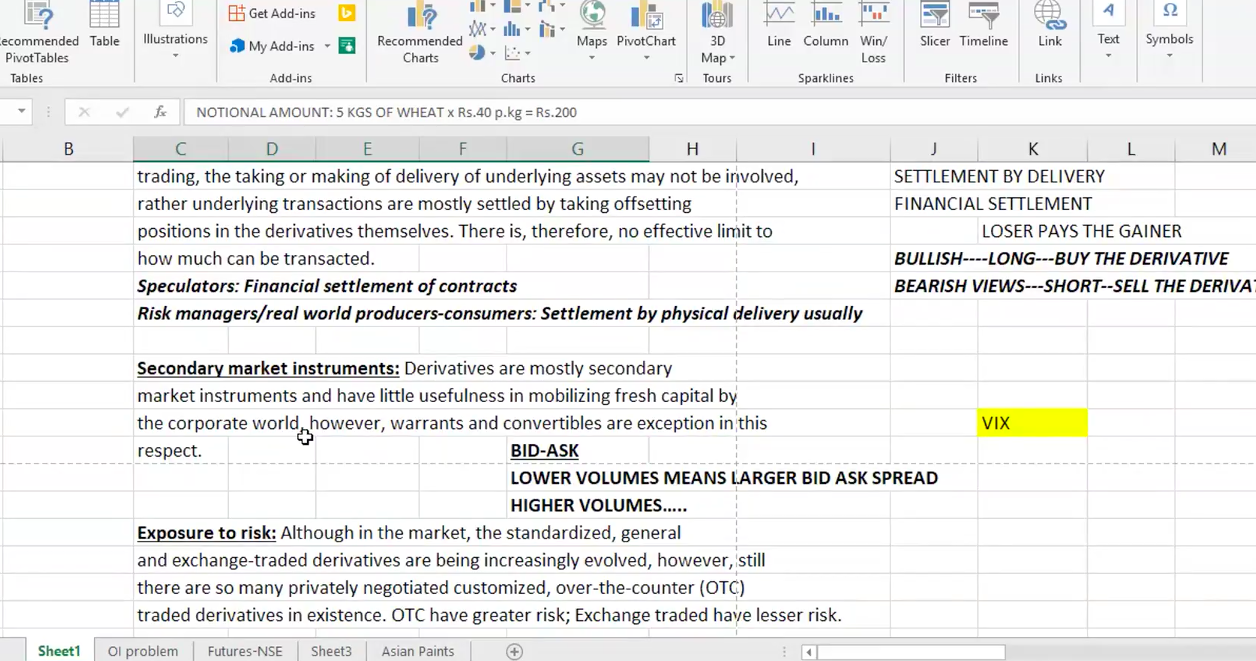 Recommended PivotTables
Table
Illustrations
Get Add-ins
My Add-ins
Recommended Charts
Maps
PivotChart
3D Map
Line
Column
Win/Loss
Slicer
Timeline
Link
Text
Symbols
Tables
Add-ins
Charts
Tours
Sparklines
Filters
Links
fx
NOTIONAL AMOUNT: 5 KGS OF WHEAT x Rs.40 p.kg = Rs.200
B C D E F G H I J K L M
trading, the taking or making of delivery of underlying assets may not be involved,
SETTLEMENT BY DELIVERY
rather underlying transactions are mostly settled by taking offsetting
FINANCIAL SETTLEMENT
positions in the derivatives themselves. There is, therefore, no effective limit to
LOSER PAYS THE GAINER
how much can be transacted.
BULLISH----LONG---BUY THE DERIVATIVE
Speculators: Financial settlement of contracts
BEARISH VIEWS---SHORT--SELL THE DERIVAT
Risk managers/real world producers-consumers: Settlement by physical delivery usually
Secondary market instruments: Derivatives are mostly secondary
market instruments and have little usefulness in mobilizing fresh capital by
the corporate world, however, warrants and convertibles are exception in this
VIX
respect.
BID-ASK
LOWER VOLUMES MEANS LARGER BID ASK SPREAD
HIGHER VOLUMES.....
Exposure to risk: Although in the market, the standardized, general
and exchange-traded derivatives are being increasingly evolved, however, still
there are so many privately negotiated customized, over-the-counter (OTC)
traded derivatives in existence. OTC have greater risk; Exchange traded have lesser risk.
Sheet1 OI problem Futures-NSE Sheet3 Asian Paints